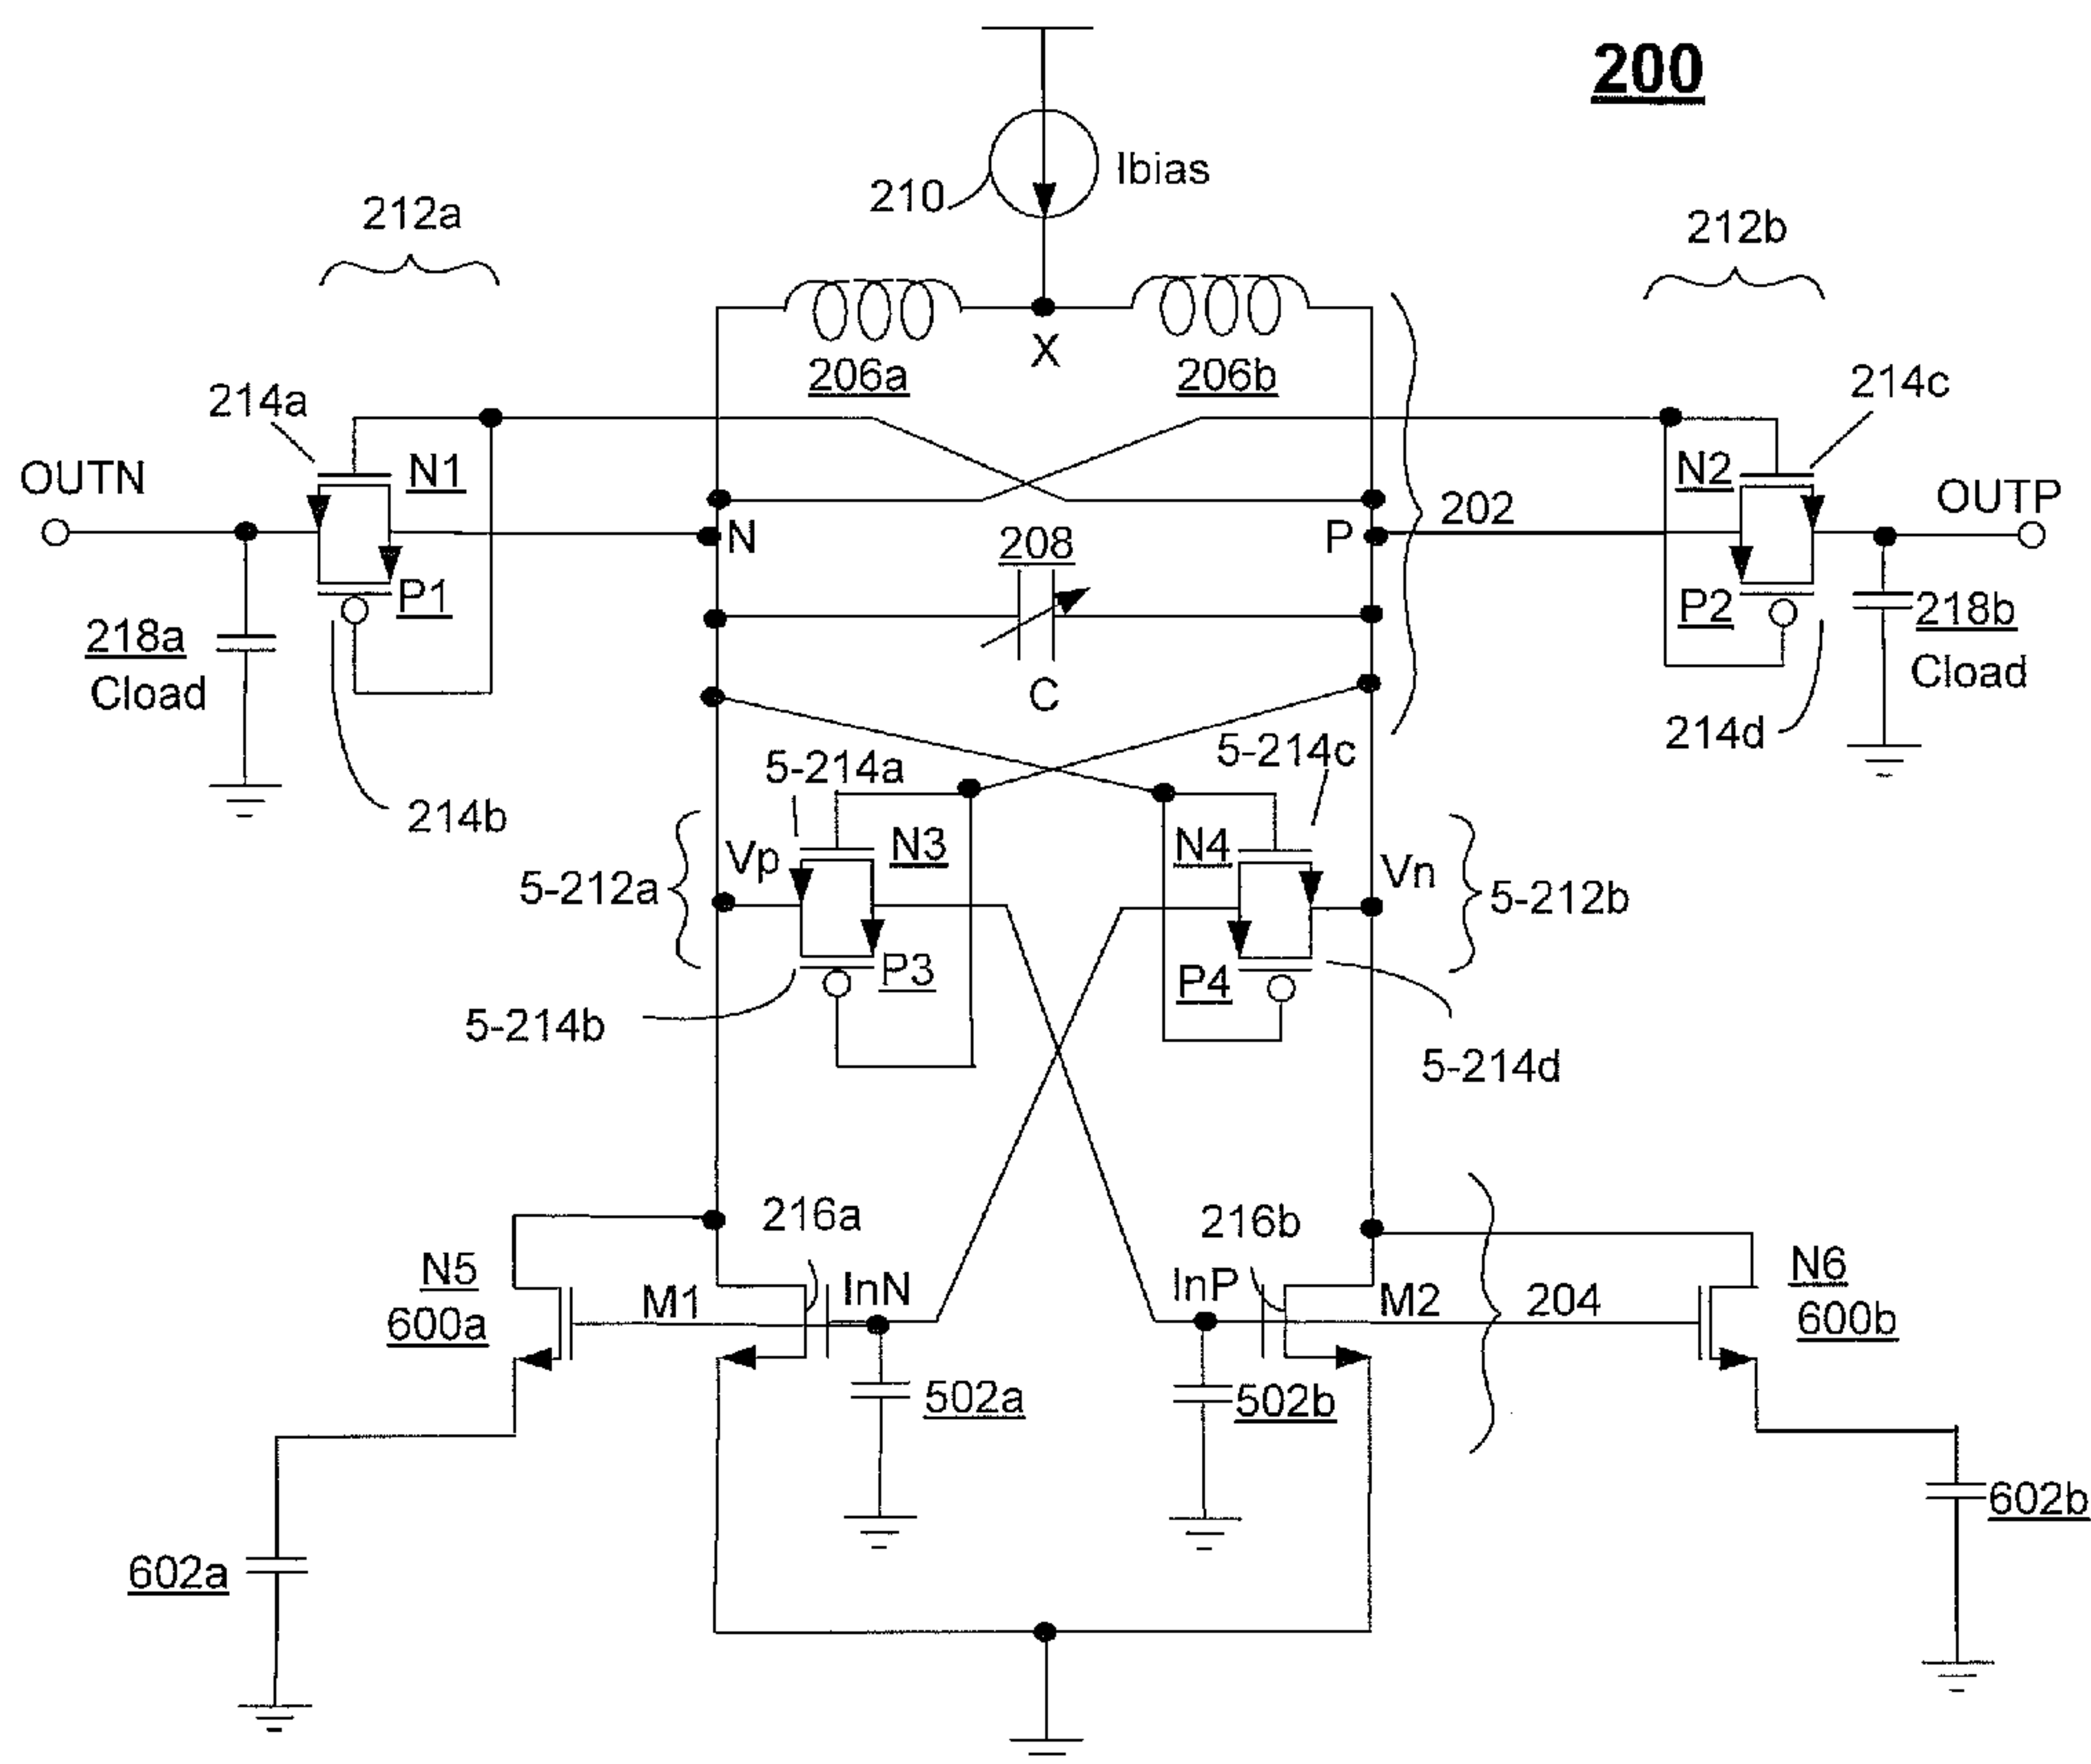 200
Ibias
210
212a
212b
X
206a
206b
214a
214c
OUTN
N1
N2
OUTP
N
P
202
208
P1
P2
218a
Cload
218b
Cload
C
214d
214b
5-214a
5-214c
Vp
N3
N4
Vn
5-212a
5-212b
P3
P4
5-214b
5-214d
216a
216b
N5
600a
M1
InN
InP
M2
204
N6
600b
502a
502b
602a
602b